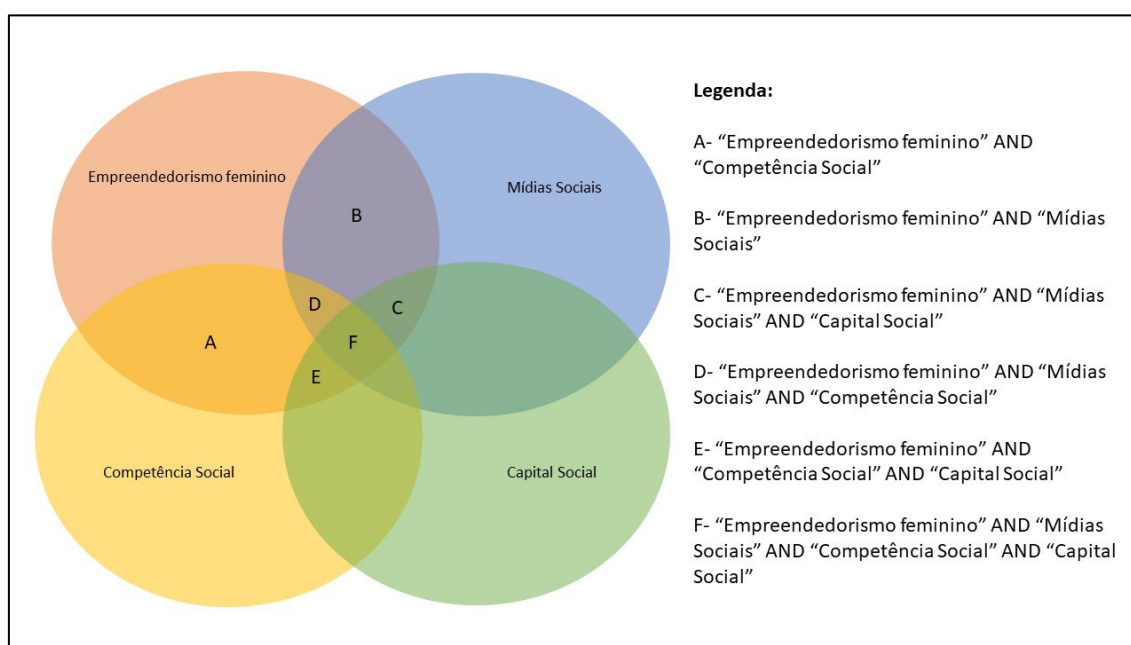 Empreendedorismo feminino
Mídias Sociais
B
D
C
A
F
E
Competência Social
Capital Social
Legenda:
A- “Empreendedorismo feminino” AND
“Competência Social”
B- “Empreendedorismo feminino” AND “Mídias
Sociais”
C- “Empreendedorismo feminino” AND “Mídias
Sociais” AND “Capital Social”
D- “Empreendedorismo feminino” AND “Mídias
Sociais” AND “Competência Social”
E- “Empreendedorismo feminino” AND
“Competência Social” AND “Capital Social”
F- “Empreendedorismo feminino” AND “Mídias
Sociais” AND “Competência Social” AND “Capital
Social”